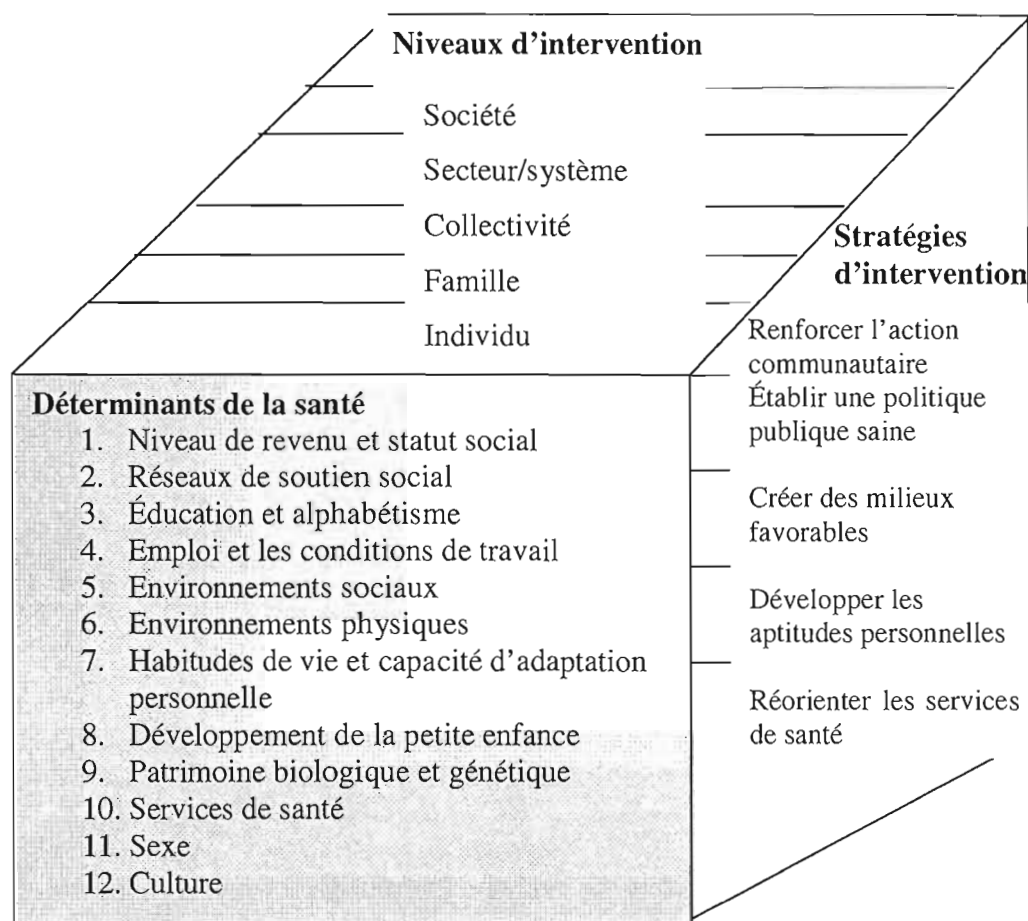 Niveaux d'intervention
Société
Secteur/système
Collectivité
Famille
Individu
Stratégies
d'intervention
Renforcer l'action
communautaire
Établir une politique
publique saine
Créer des milieux
favorables
Développer les
aptitudes personnelles
Réorienter les services
de santé
Déterminants de la santé
1. Niveau de revenu et statut social
2. Réseaux de soutien social
3. Éducation et alphabétisme
4. Emploi et les conditions de travail
5. Environnements sociaux
6. Environnements physiques
7. Habitudes de vie et capacité d'adaptation
personnelle
8. Développement de la petite enfance
9. Patrimoine biologique et génétique
10. Services de santé
11. Sexe
12. Culture